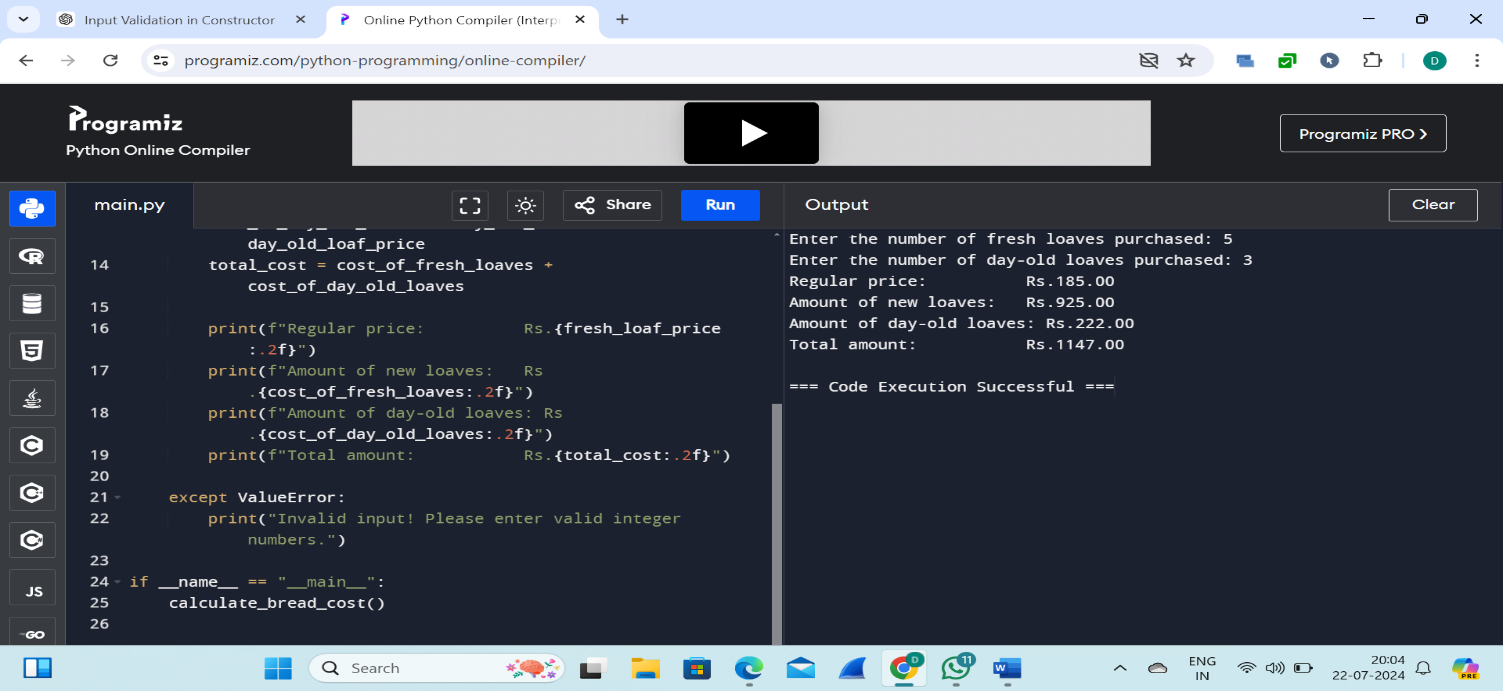 Input Validation in Constructor
Online Python Compiler (Interp
programiz.com/python-programming/online-compiler/
D
Programiz
Python Online Compiler
Programiz PRO
main.py
Share
Run
Output
Clear
day_old_loaf_price
14 total_cost = cost_of_fresh_loaves +
cost_of_day_old_loaves
15
16 print(f"Regular price: Rs.{fresh_loaf_price
:.2f}")
17 print(f"Amount of new loaves: Rs
.{cost_of_fresh_loaves:.2f}")
18 print(f"Amount of day-old loaves: Rs
.{cost_of_day_old_loaves:.2f}")
19 print(f"Total amount: Rs.{total_cost:.2f}")
20
21 except ValueError:
22 print("Invalid input! Please enter valid integer
numbers.")
23
24 if __name__ == "__main__":
25 calculate_bread_cost()
26
Enter the number of fresh loaves purchased: 5
Enter the number of day-old loaves purchased: 3
Regular price: Rs.185.00
Amount of new loaves: Rs.925.00
Amount of day-old loaves: Rs.222.00
Total amount: Rs.1147.00
=== Code Execution Successful ===
JS
GO
Search
D
11
ENG
IN
20:04
22-07-2024
PRE